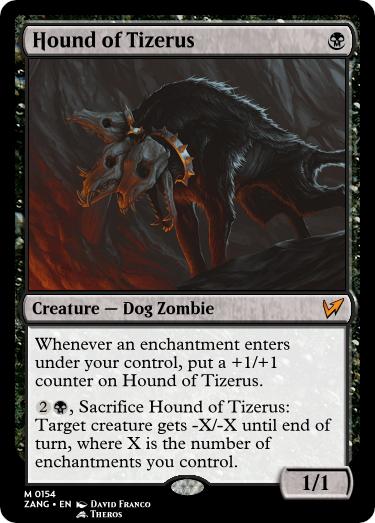 Hound of Tizerus
Creature — Dog Zombie
Whenever an enchantment enters
under your control, put a +1/+1
counter on Hound of Tizerus.
2 , Sacrifice Hound of Tizerus:
Target creature gets -X/-X until end of
turn, where X is the number of
enchantments you control.
1/1
M 0154
ZANG • EN DAVID FRANCO
THEROS